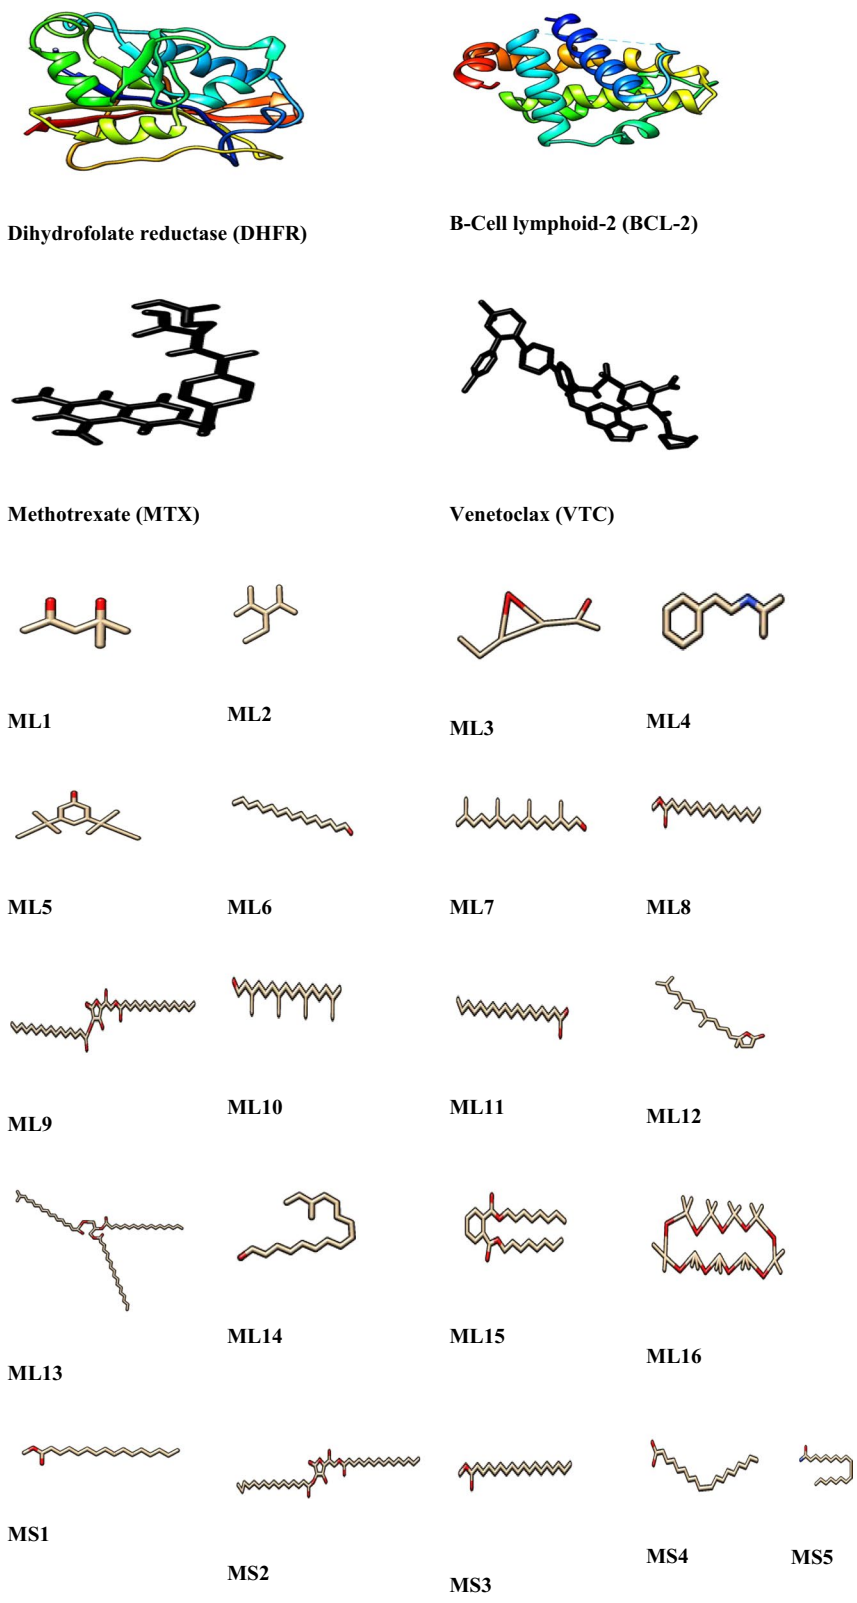 Dihydrofolate reductase (DHFR)
B-Cell lymphoid-2 (BCL-2)
Methotrexate (MTX)
Venetoclax (VTC)
ML1
ML2
ML3
ML4
ML5
ML6
ML7
ML8
ML9
ML10
ML11
ML12
ML13
ML14
ML15
ML16
MS1
MS2
MS3
MS4
MS5